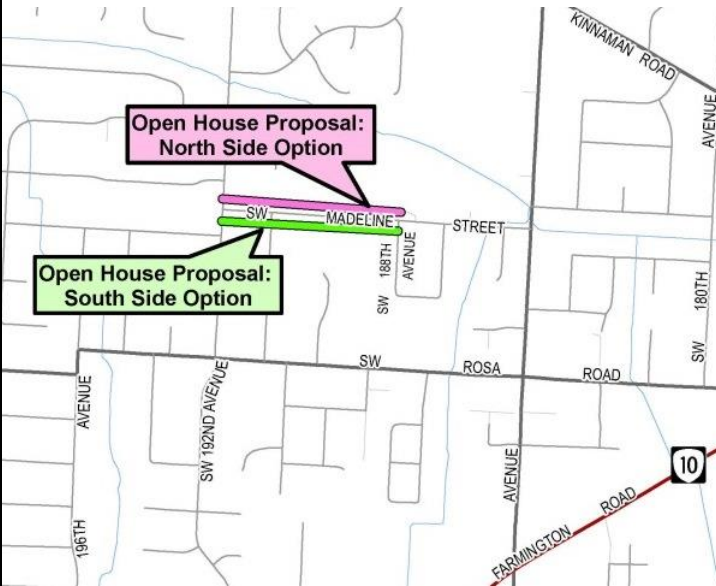 KINNAMAN ROAD
AVENUE
Open House Proposal:
North Side Option
SW MADELINE STREET
Open House Proposal:
South Side Option
SW 188TH AVENUE
SW 180TH
SW ROSA ROAD
AVENUE
196TH
SW 192ND AVENUE
AVENUE
10
FARMINGTON ROAD